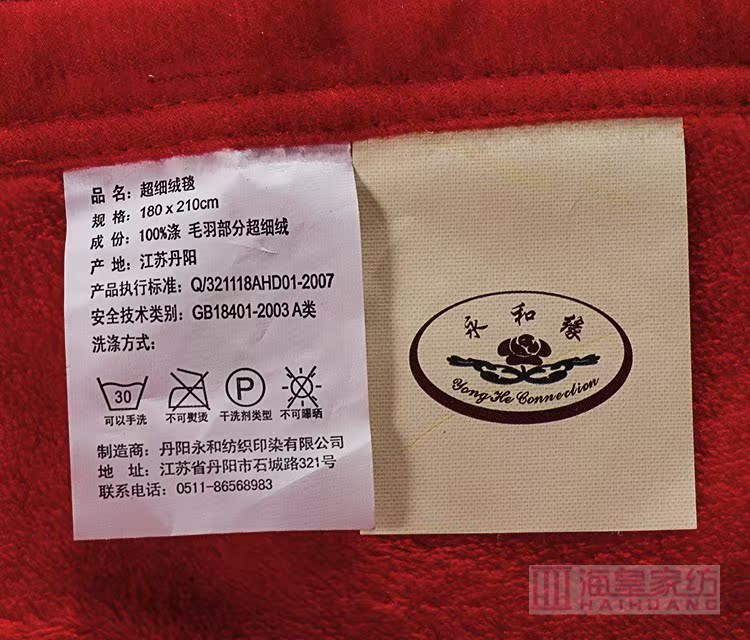 品 名：超细绒毯
规 格：180 x 210cm
成 份：100%涤 毛羽部分超细绒
产 地：江苏丹阳
产品执行标准：Q/321118AHD01-2007
安全技术类别：GB18401-2003 A类
洗涤方式：
30 P
可以手洗 不可熨烫 干洗剂类型 不可曝晒
制造商：丹阳永和纺织印染有限公司
地 址：江苏省丹阳市石城路321号
联系电话：0511-86568983
永和
Yong He Connection
海皇家纺
HAIHUANG